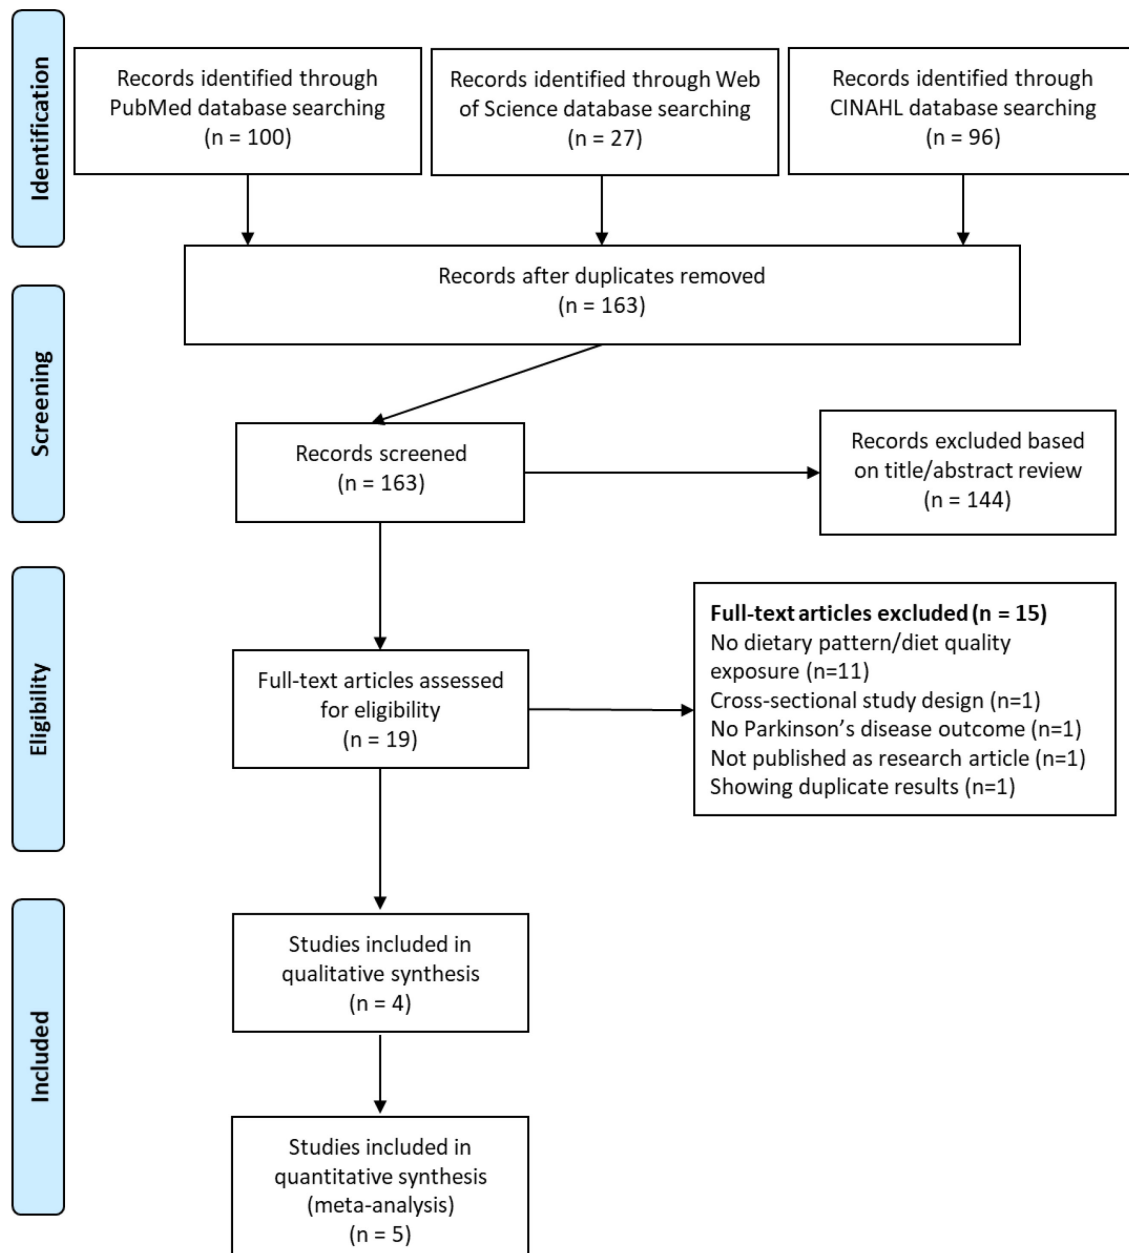 Identification
Records identified through
PubMed database searching
(n = 100)
Records identified through Web
of Science database searching
(n = 27)
Records identified through
CINAHL database searching
(n = 96)
Records after duplicates removed
(n = 163)
Screening
Records screened
(n = 163)
Records excluded based
on title/abstract review
(n = 144)
Eligibility
Full-text articles assessed
for eligibility
(n = 19)
Full-text articles excluded (n = 15)
No dietary pattern/diet quality
exposure (n=11)
Cross-sectional study design (n=1)
No Parkinson's disease outcome (n=1)
Not published as research article (n=1)
Showing duplicate results (n=1)
Included
Studies included in
qualitative synthesis
(n = 4)
Studies included in
quantitative synthesis
(meta-analysis)
(n = 5)